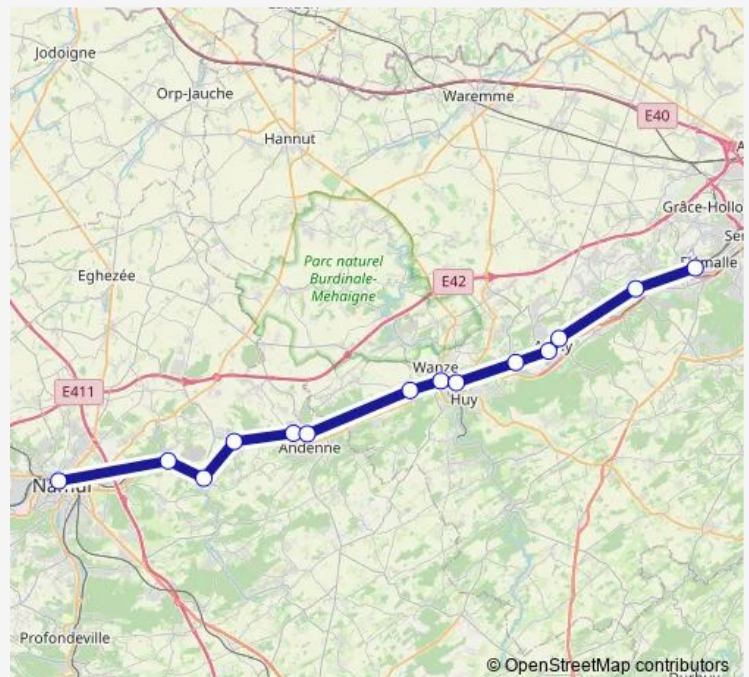 Jodoigne
Orp-Jauche
Waremme
E40
Hannut
Grâce-Hollo
Parc naturel
Burdinale-
Mehaigne
Eghezée
E42
E411
Wanze
Huy
Andenne
Profondeville
© OpenStreetMap contributors